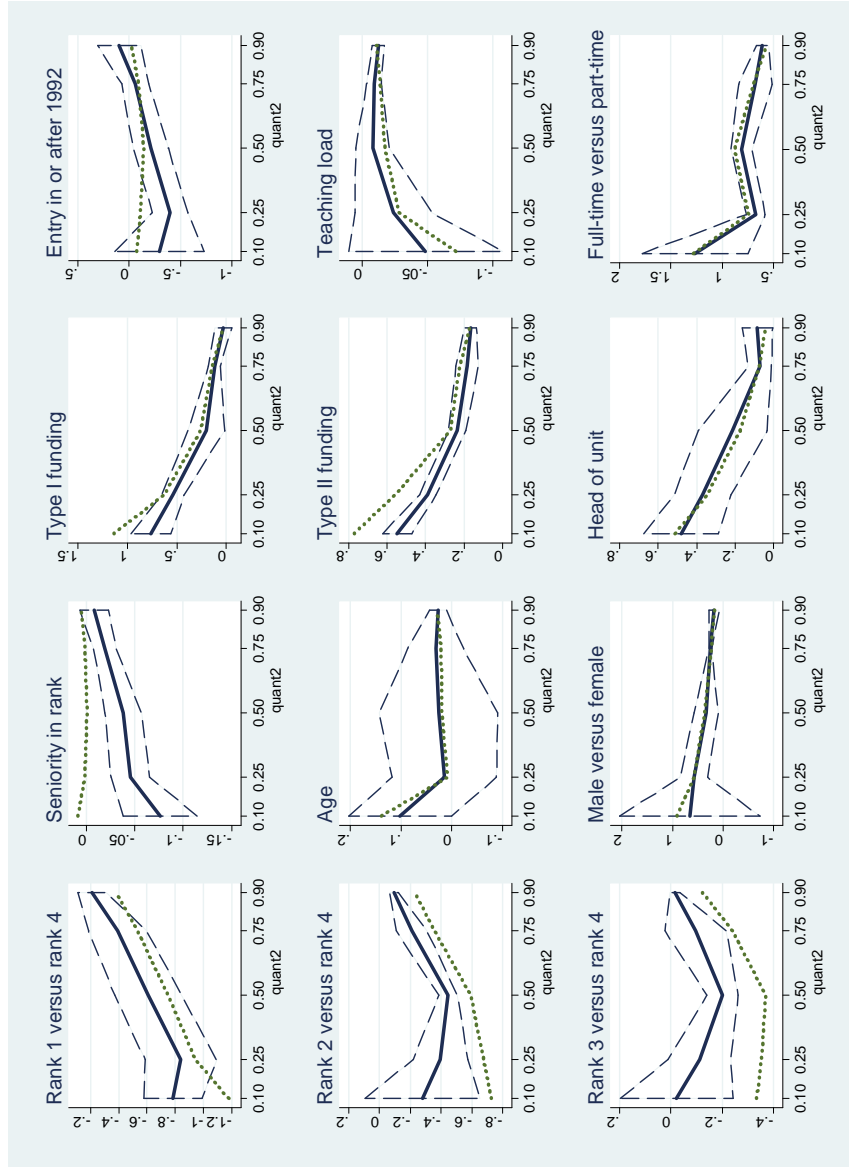 Rank 1 versus rank 4
-1.2 -1 -.8 -.6 -.4 -.2
0.10 0.25 0.50 0.75 0.90
quant2
Seniority in rank
-.15 -.1 -.05 0
0.10 0.25 0.50 0.75 0.90
quant2
Type I funding
0 .5 1 1.5
0.10 0.25 0.50 0.75 0.90
quant2
Entry in or after 1992
-1 -.5 0 .5
0.10 0.25 0.50 0.75 0.90
quant2
Rank 2 versus rank 4
-.8 -.6 -.4 -.2 0 .2
0.10 0.25 0.50 0.75 0.90
quant2
Age
-.1 0 .1 .2
0.10 0.25 0.50 0.75 0.90
quant2
Type II funding
0 .2 .4 .6 .8
0.10 0.25 0.50 0.75 0.90
quant2
Teaching load
-.1 -.05 0
0.10 0.25 0.50 0.75 0.90
quant2
Rank 3 versus rank 4
-.4 -.2 0 .2
0.10 0.25 0.50 0.75 0.90
quant2
Male versus female
-1 0 1 2
0.10 0.25 0.50 0.75 0.90
quant2
Head of unit
0 .2 .4 .6 .8
0.10 0.25 0.50 0.75 0.90
quant2
Full-time versus part-time
.5 1 1.5 2
0.10 0.25 0.50 0.75 0.90
quant2